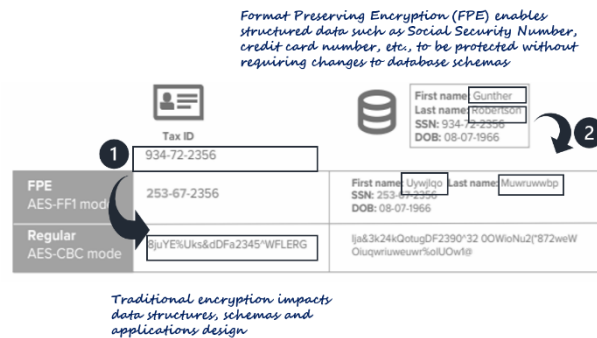 Format Preserving Encryption (FPE) enables
structured data such as Social Security Number,
credit card number, etc., to be protected without
requiring changes to database schemas
First name: Gunther
Last name: Robertson
SSN: 934-72-2356
DOB: 08-07-1966
Tax ID
1
2
934-72-2356
FPE
AES-FF1 mode
253-67-2356
First name: Uywjlqo Last name: Muwruwwbp
SSN: 253-67-2356
DOB: 08-07-1966
Regular
AES-CBC mode
8juYE%Uks&dDFa2345^WFLERG
Ija&3k24kQotugDF2390^32 0OWioNu2(*872weW
Oiuqwriuweuwr%oIUOw1@
Traditional encryption impacts
data structures, schemas and
applications design